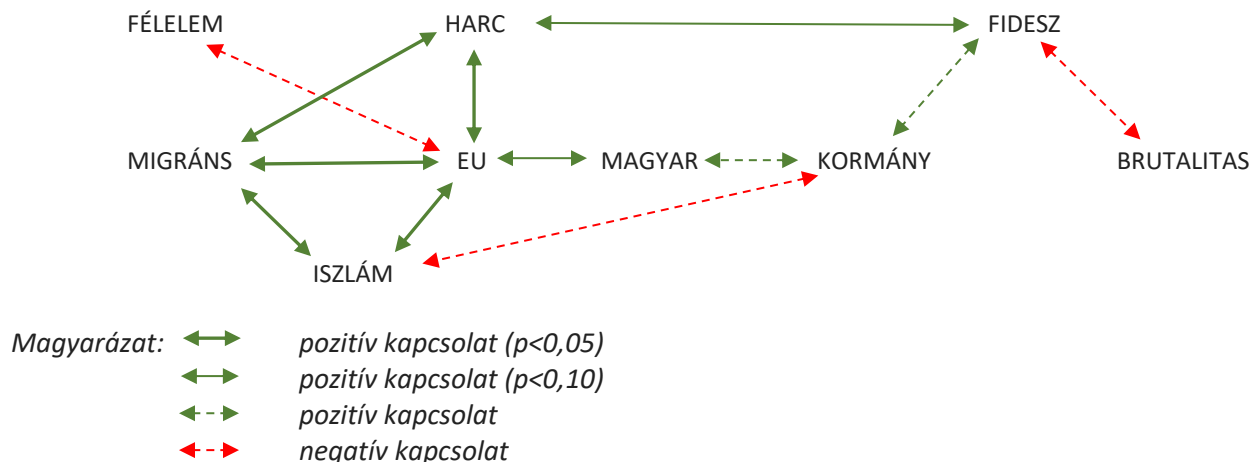 FÉLELEM HARC FIDESZ
MIGRÁNS EU MAGYAR KORMÁNY BRUTALITAS
ISZLÁM
Magyarázat: pozitív kapcsolat (p<0,05)
pozitív kapcsolat (p<0,10)
pozitív kapcsolat
negatív kapcsolat